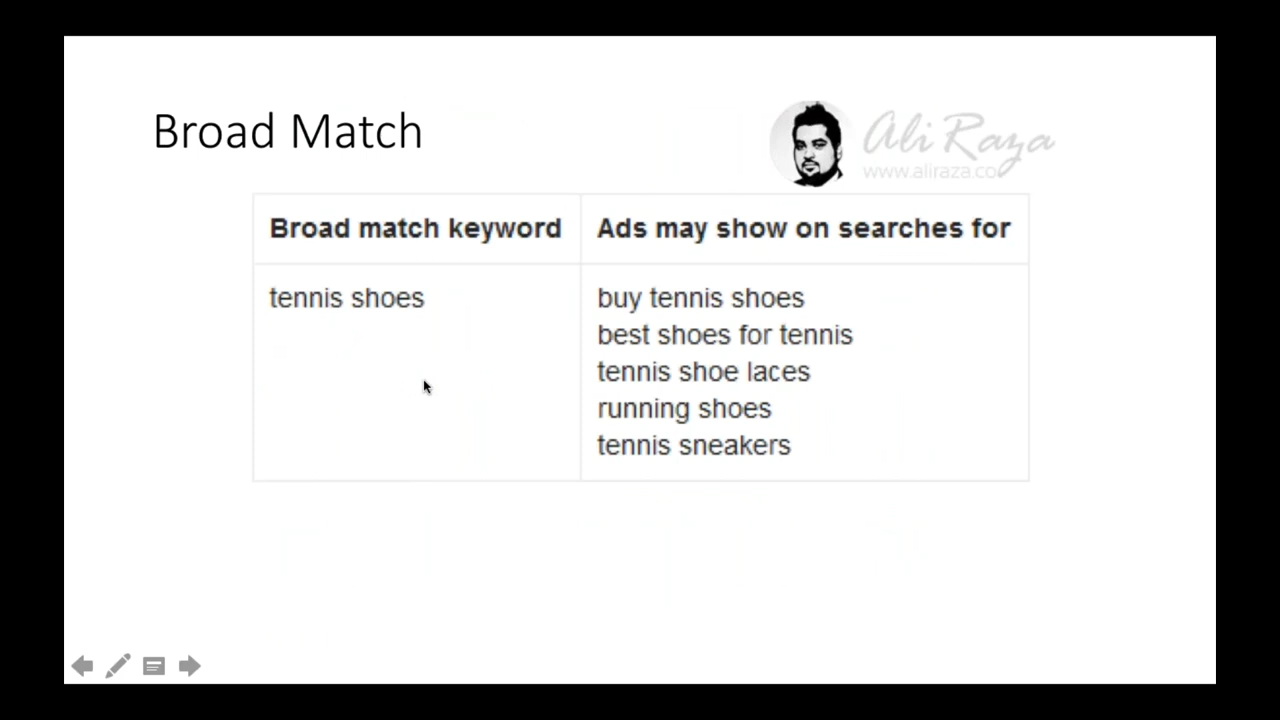 Broad Match
Ali Raza
www.aliraza.co
Broad match keyword
Ads may show on searches for
tennis shoes
buy tennis shoes
best shoes for tennis
tennis shoe laces
running shoes
tennis sneakers